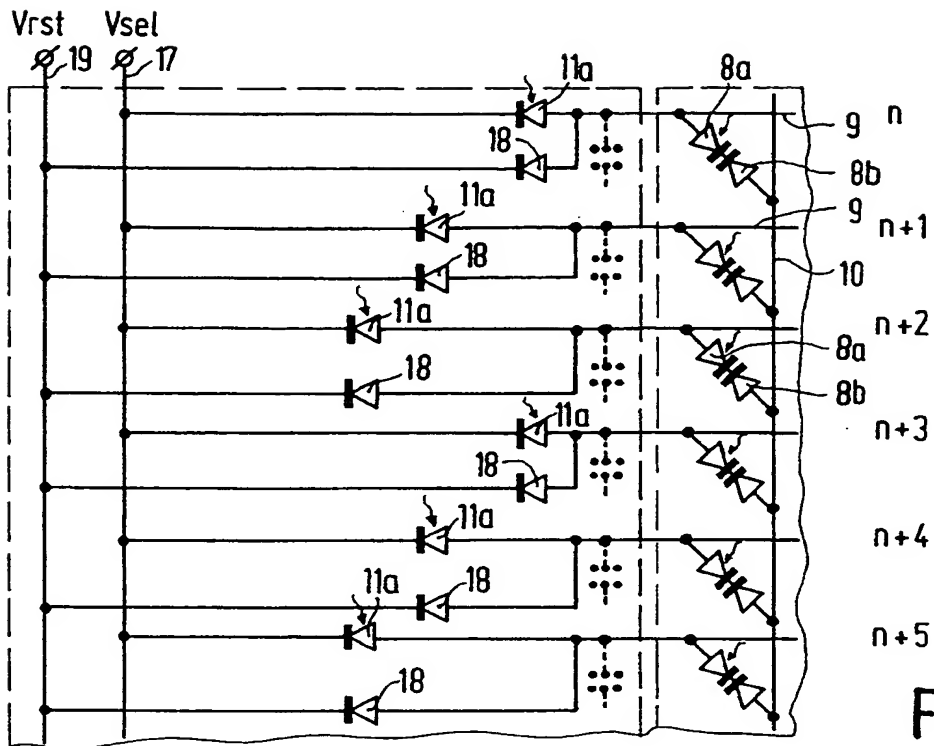 Vrst Vsel
19 17 11a 8a
9 n
18 8b
11a 9 n+1
18 10
11a n+2
8a
18 8b
11a n+3
18
11a n+4
18
11a n+5
18
F